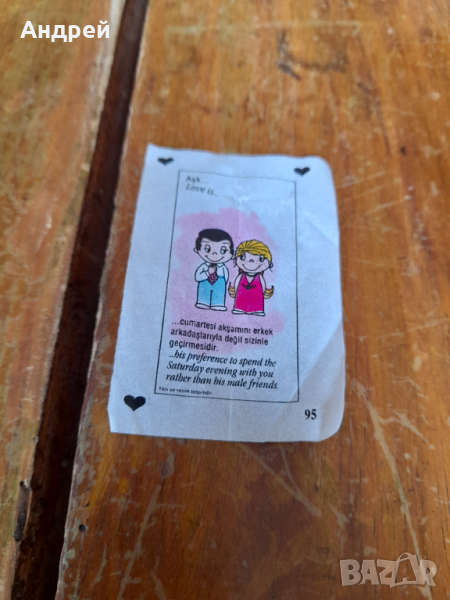 Андрей
Aşk...
Love is..
...cumartesi akşamını erkek
arkadaşlarıyla değil sizinle
geçirmesidir.
..his preference to spend the
Saturday evening with you
rather than his male friends.
95
BAZAR